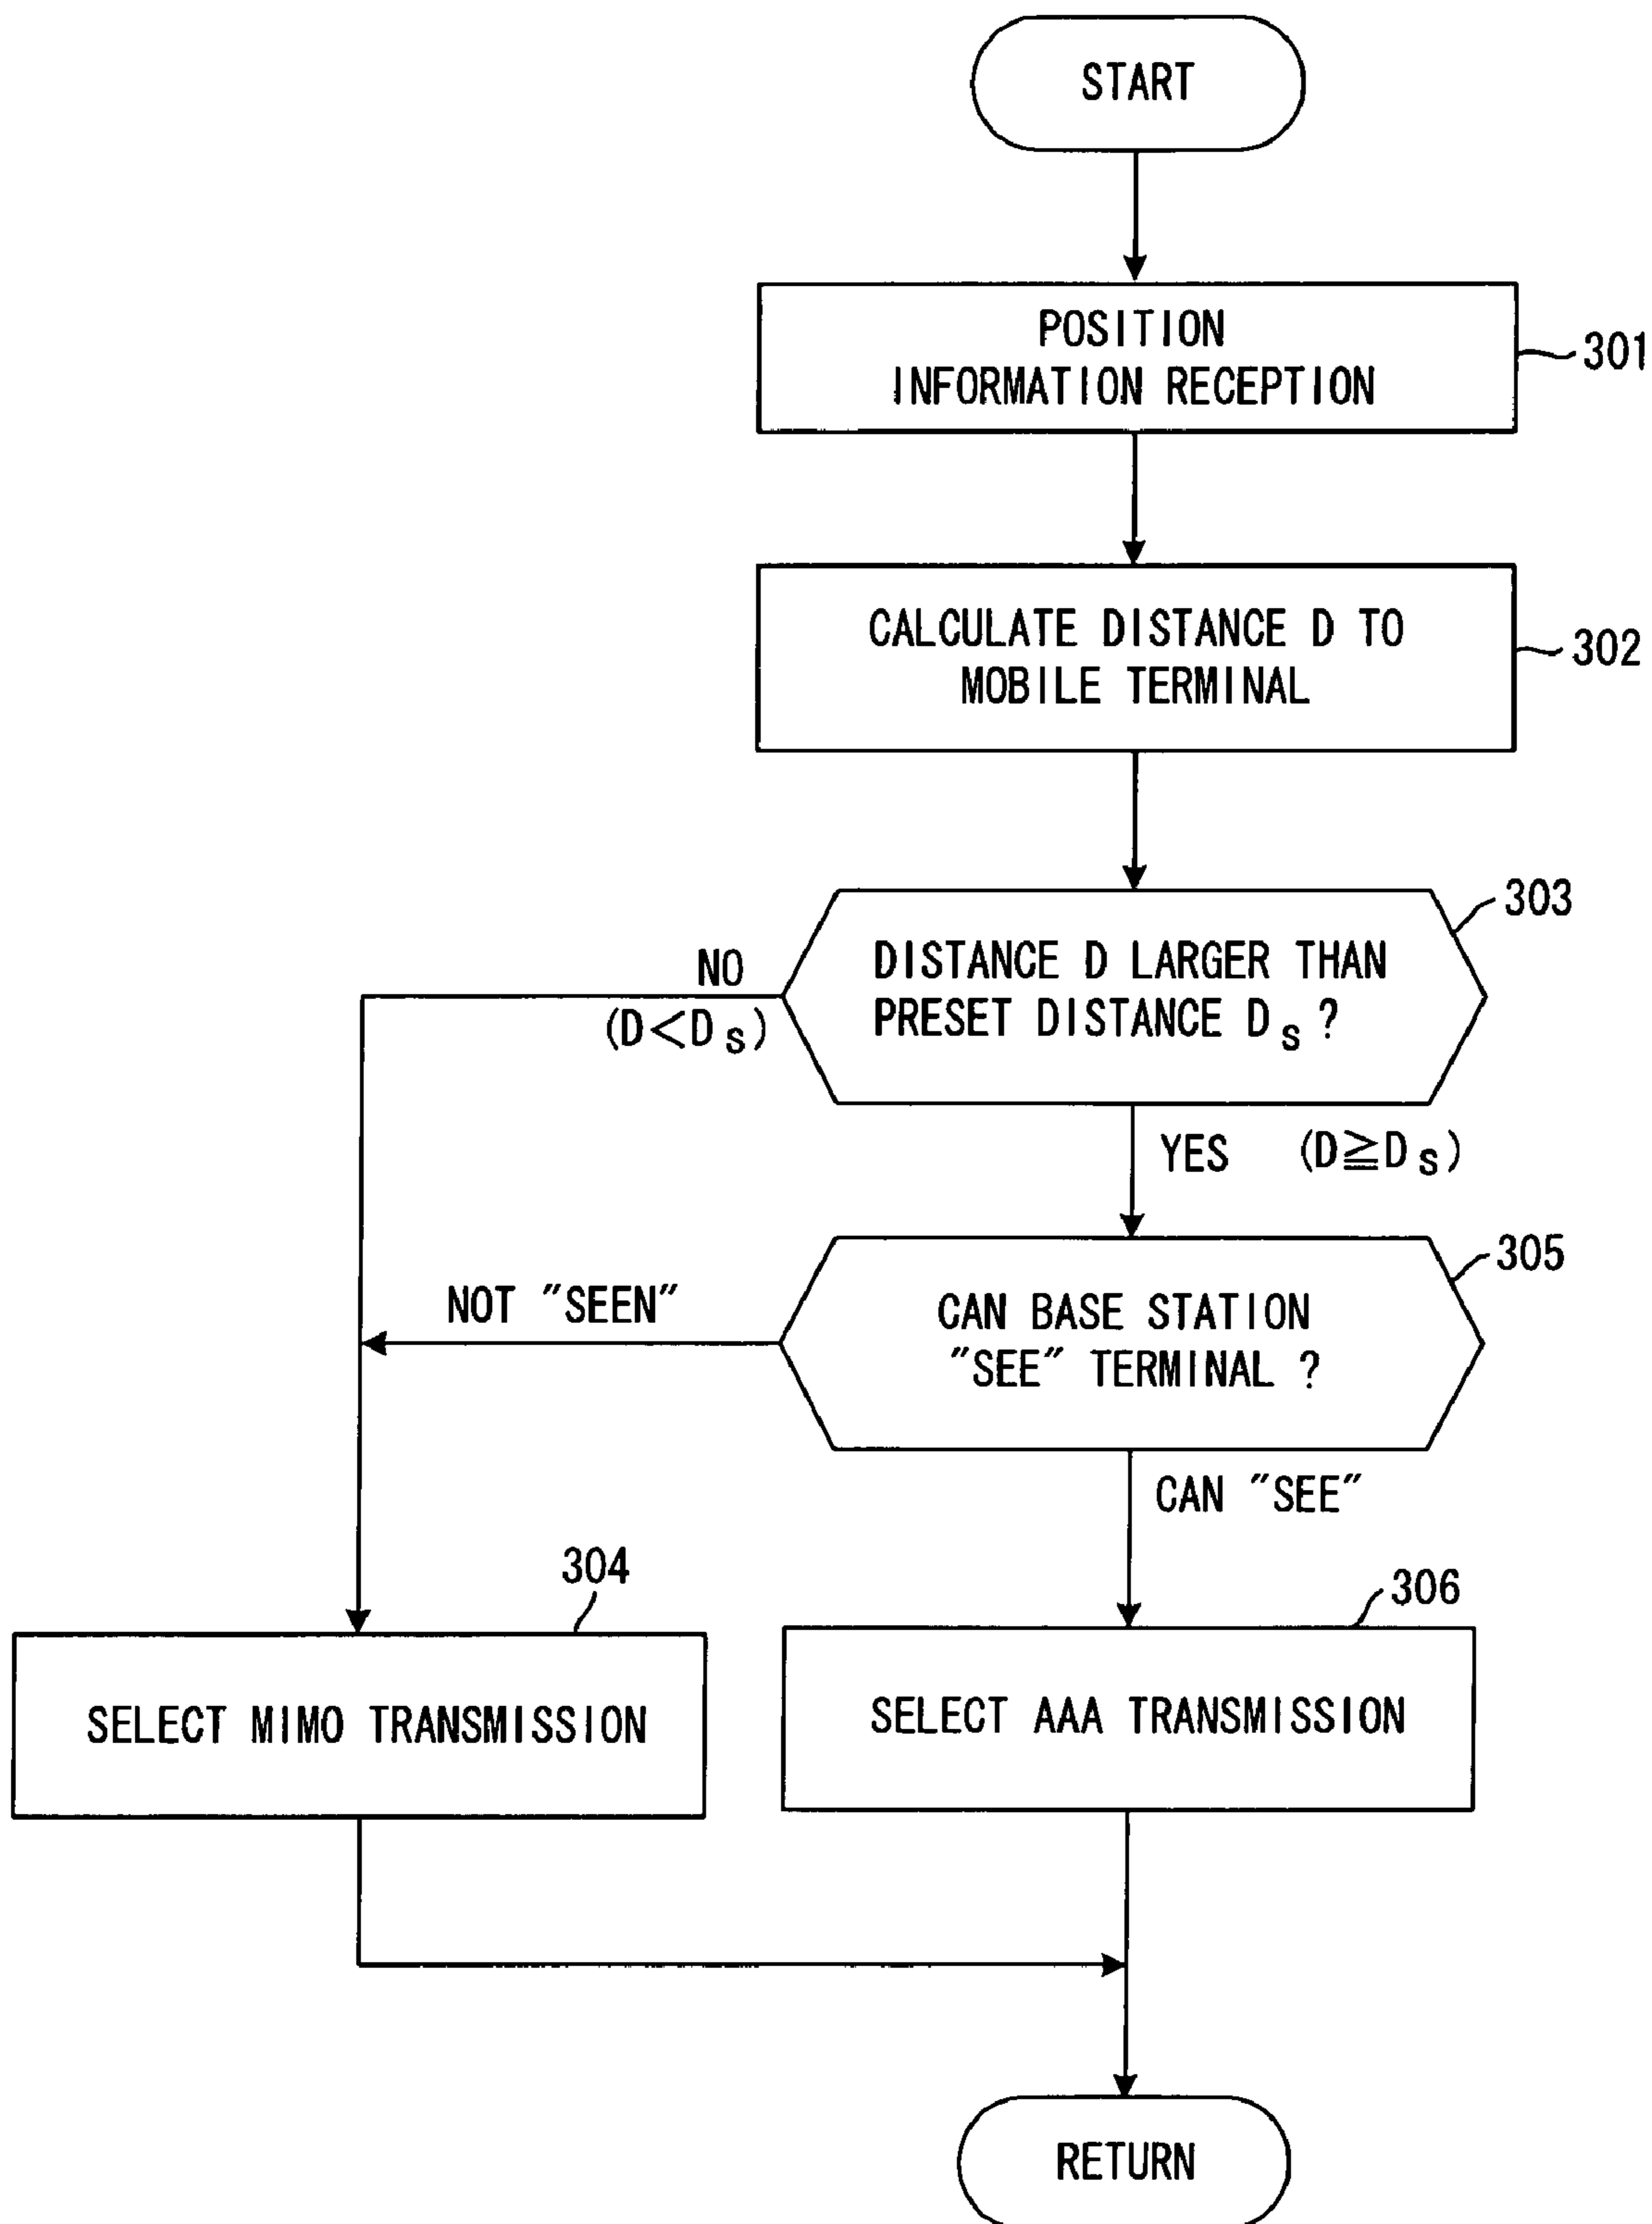 START
POSITION
INFORMATION RECEPTION
301
CALCULATE DISTANCE D TO
MOBILE TERMINAL
302
303
DISTANCE D LARGER THAN
PRESET DISTANCE Ds ?
NO
(D<Ds)
YES (D≧Ds)
305
CAN BASE STATION
"SEE" TERMINAL ?
NOT "SEEN"
CAN "SEE"
304
306
SELECT MIMO TRANSMISSION
SELECT AAA TRANSMISSION
RETURN